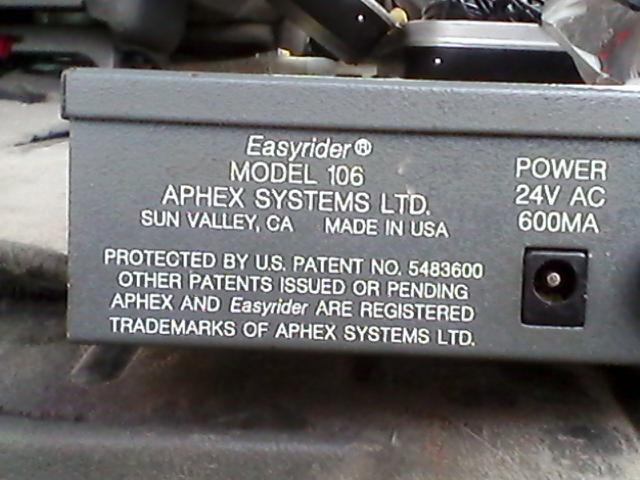 Easyrider®
MODEL 106
APHEX SYSTEMS LTD.
SUN VALLEY, CA MADE IN USA
PROTECTED BY U.S. PATENT NO. 5483600
OTHER PATENTS ISSUED OR PENDING
APHEX AND Easyrider ARE REGISTERED
TRADEMARKS OF APHEX SYSTEMS LTD.
POWER
24V AC
600MA